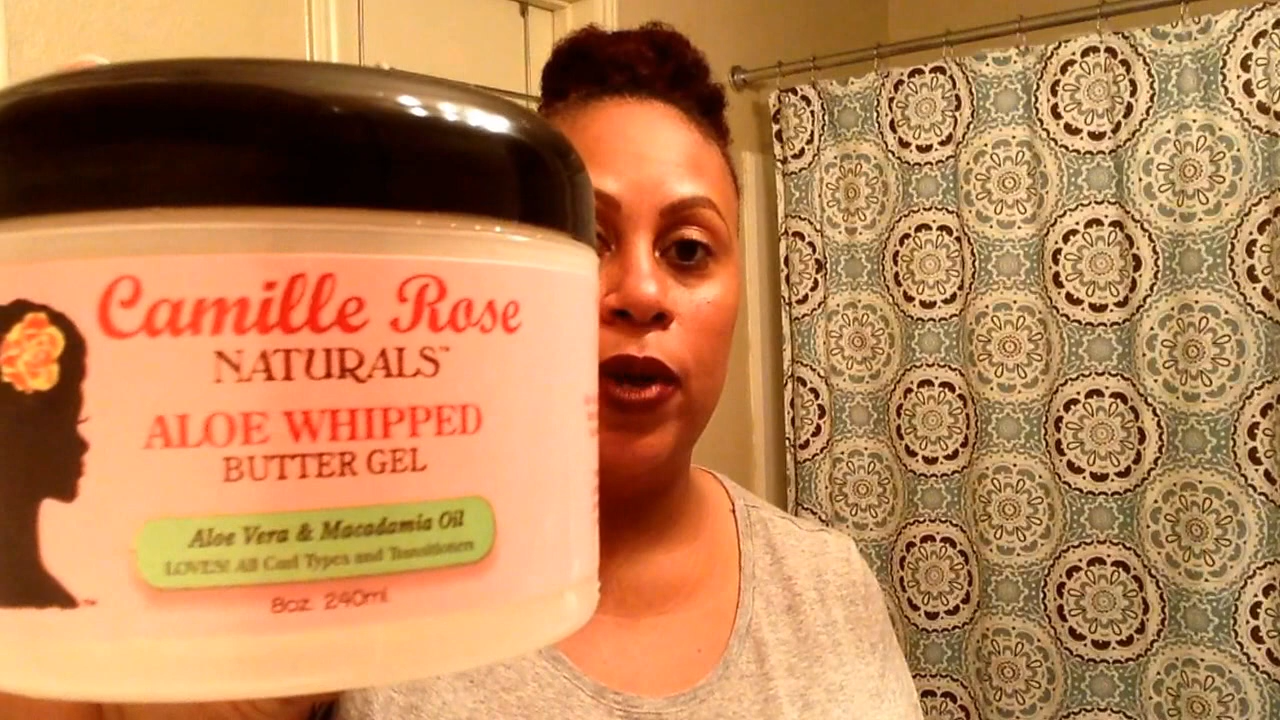 Camille Rose
NATURALS™
ALOE WHIPPED
BUTTER GEL
Aloe Vera & Macadamia Oil
LOVES! All Curl Types and Transitioners
8oz. 240ml